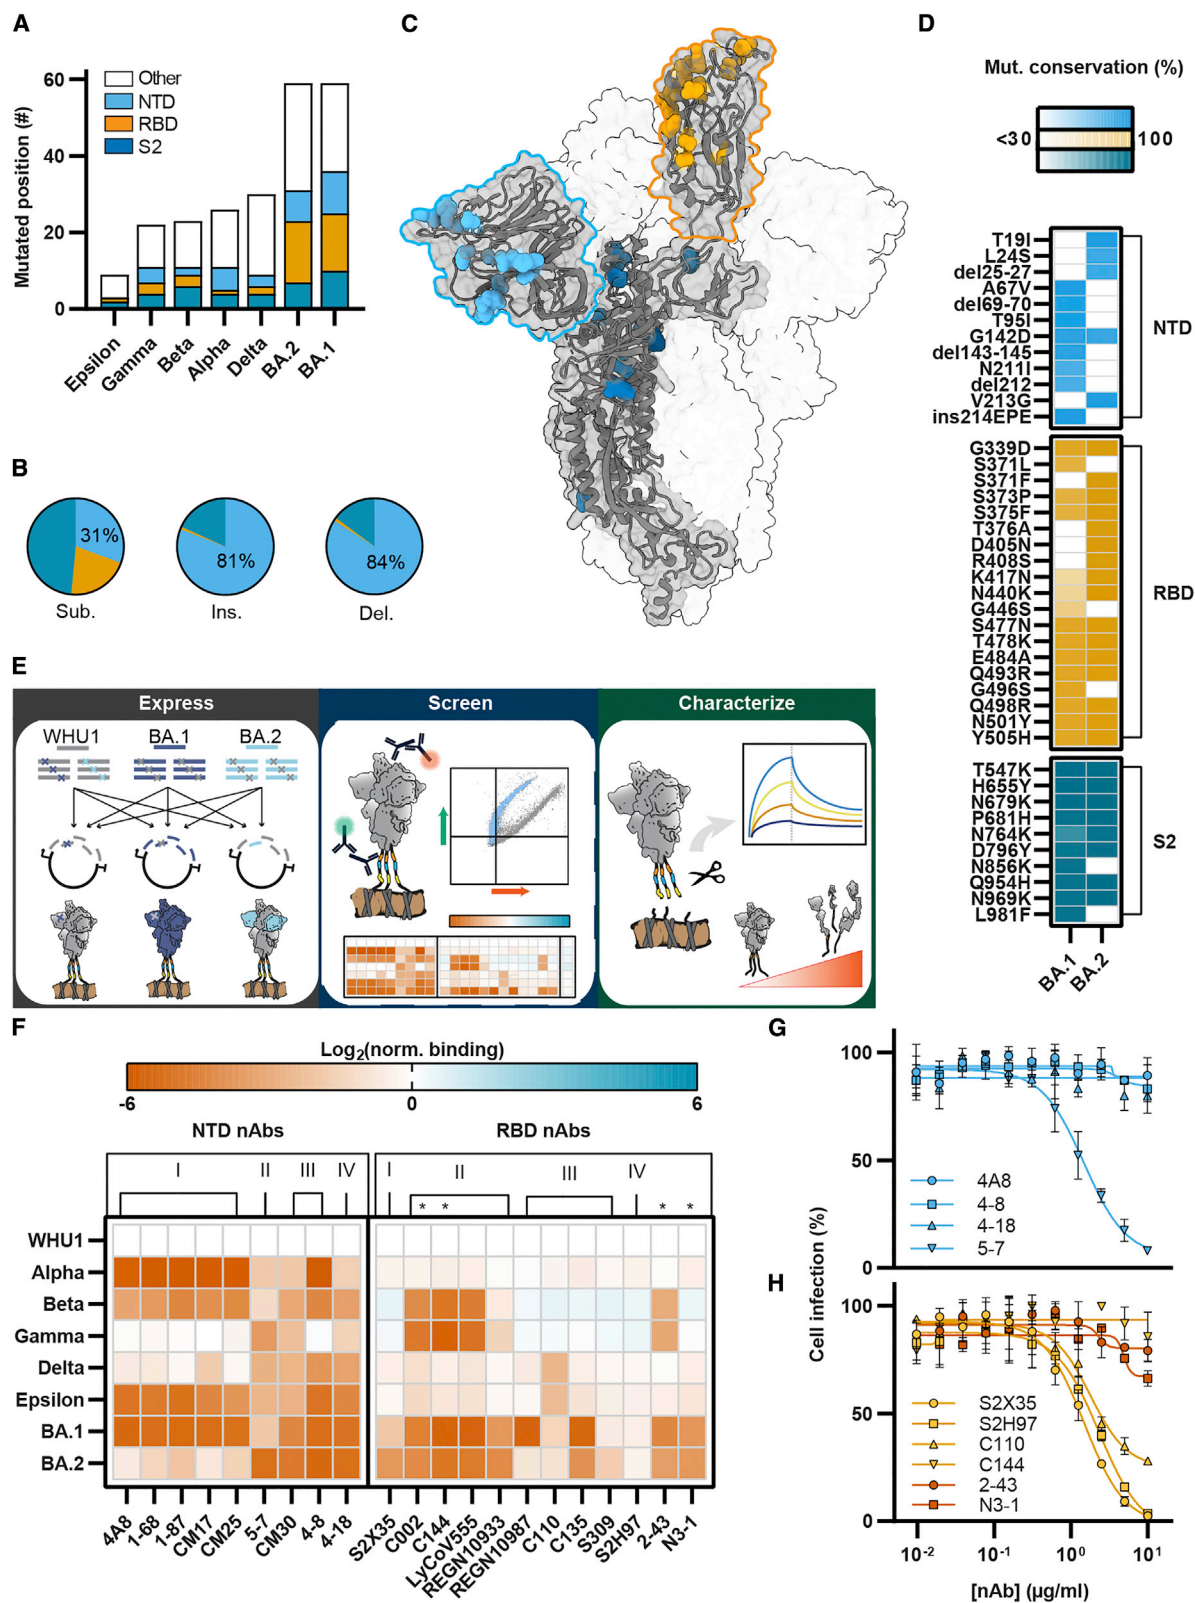 A
Other
NTD
RBD
S2
Mutated position (#)
60
40
20
0
Epsilon
Gamma
Beta
Alpha
Delta
BA.2
BA.1
B
31%
81%
84%
Sub.
Ins.
Del.
C
D
Mut. conservation (%)
<30
100
T19I
L24S
del25-27
A67V
del69-70
T95I
G142D
del143-145
N211I
del212
V213G
ins214EPE
NTD
G339D
S371L
S371F
S373P
S375F
T376A
D405N
R408S
K417N
N440K
G446S
S477N
T478K
E484A
Q493R
G496S
Q498R
N501Y
Y505H
RBD
T547K
H655Y
N679K
P681H
N764K
D796Y
N856K
Q954H
N969K
L981F
S2
BA.1
BA.2
E
Express
Screen
Characterize
WHU1
BA.1
BA.2
F
Log2(norm. binding)
-6
0
6
NTD nAbs
RBD nAbs
I
II
III
IV
I
II
III
IV
* *
* *
WHU1
Alpha
Beta
Gamma
Delta
Epsilon
BA.1
BA.2
4A8
1-68
1-87
CM17
CM25
5-7
CM30
4-8
4-18
S2X35
C002
C144
LyCoV555
REGN10933
REGN10987
C110
C135
S309
S2H97
2-43
N3-1
G
100
50
0
4A8
4-8
4-18
5-7
Cell infection (%)
H
100
50
0
S2X35
S2H97
C110
C144
2-43
N3-1
10-2
10-1
100
101
[nAb] (μg/ml)